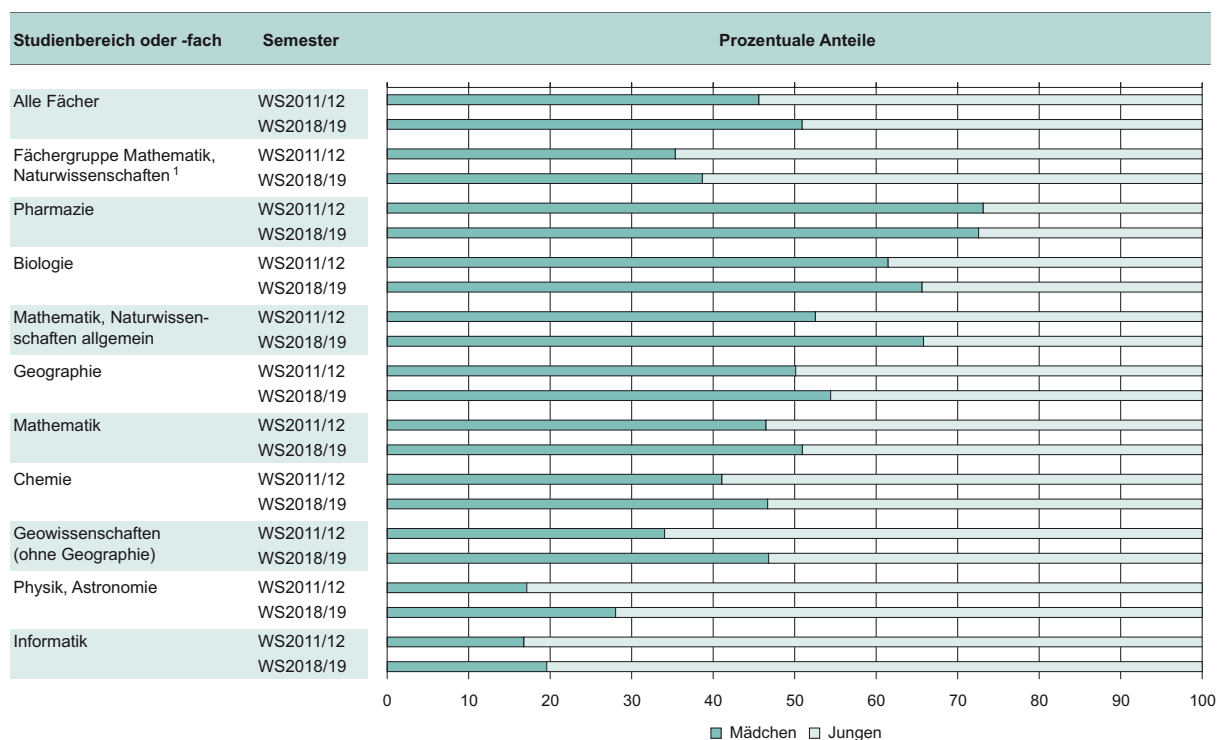 Studienbereich oder -fach Semester Prozentuale Anteile
Alle Fächer WS2011/12
WS2018/19
Fächergruppe Mathematik, WS2011/12
Naturwissenschaften 1 WS2018/19
Pharmazie WS2011/12
WS2018/19
Biologie WS2011/12
WS2018/19
Mathematik, Naturwissen- WS2011/12
schaften allgemein WS2018/19
Geographie WS2011/12
WS2018/19
Mathematik WS2011/12
WS2018/19
Chemie WS2011/12
WS2018/19
Geowissenschaften WS2011/12
(ohne Geographie) WS2018/19
Physik, Astronomie WS2011/12
WS2018/19
Informatik WS2011/12
WS2018/19
0 10 20 30 40 50 60 70 80 90 100
Mädchen Jungen